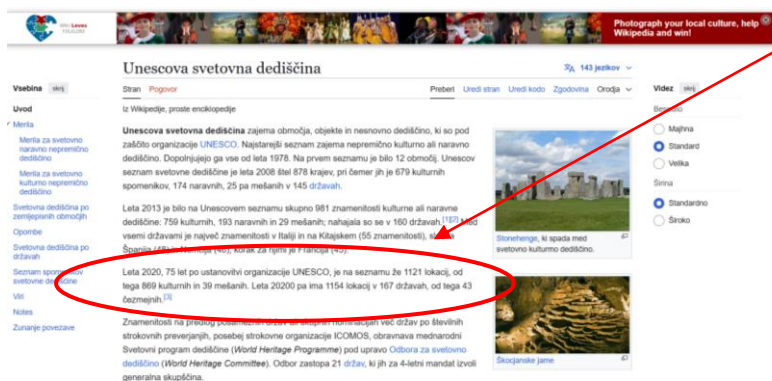 Wiki Loves
FOLKLORE
Photograph your local culture, help
Wikipedia and win!
Unescova svetovna dediščina
143 jezikov
Vsebina skrij
Uvod
Merila
Merila za svetovno
naravno nepremično
dediščino
Merila za svetovno
kulturno nepremično
dediščino
Svetovna dediščina po
zemljepisnih območjih
Opombe
Svetovna dediščina po
državah
Seznam spomenikov
svetovne dediščine
Viri
Notes
Zunanje povezave
Stran Pogovor Preberi Uredi stran Uredi kodo Zgodovina Orodja
Iz Wikipedije, proste enciklopedije
Unescova svetovna dediščina zajema območja, objekte in nesnovno dediščino, ki so pod
zaščito organizacije UNESCO. Najstarejši seznam zajema nepremično kulturno ali naravno
dediščino. Dopolnjujejo ga vse od leta 1978. Na prvem seznamu je bilo 12 območij. Unescov
seznam svetovne dediščine je leta 2008 štel 878 krajev, pri čemer jih je 679 kulturnih
spomenikov, 174 naravnih, 25 pa mešanih v 145 državah.
Leta 2013 je bilo na Unescovem seznamu skupno 981 znamenitosti kulturne ali naravne
dediščine: 759 kulturnih, 193 naravnih in 29 mešanih; nahajala so se v 160 državah.[1][2] Med
vsemi državami je največ znamenitosti v Italiji in na Kitajskem (55 znamenitosti),
Španija (48) in Nemčija (46), korak za njimi je Francija (45).
Leta 2020, 75 let po ustanovitvi organizacije UNESCO, je na seznamu že 1121 lokacij, od
tega 869 kulturnih in 39 mešanih. Leta 20200 pa ima 1154 lokacij v 167 državah, od tega 43
čezmejnih.[3]
Znamenitosti na predlog posameznih držav ali skupnih nominacijah več držav po številnih
strokovnih preverjanjih, posebej strokovne organizacije ICOMOS, obravnava mednarodni
Svetovni program dediščine (World Heritage Programme) pod upravo Odbora za svetovno
dediščino (World Heritage Committee). Odbor zastopa 21 držav, ki jih za 4-letni mandat izvoli
generalna skupščina.
Stonehenge, ki spada med
svetovno kulturno dediščino.
Škocjanske jame
Videz skrij
Besedilo
Majhna
Standard
Velika
Širina
Standardno
Široko